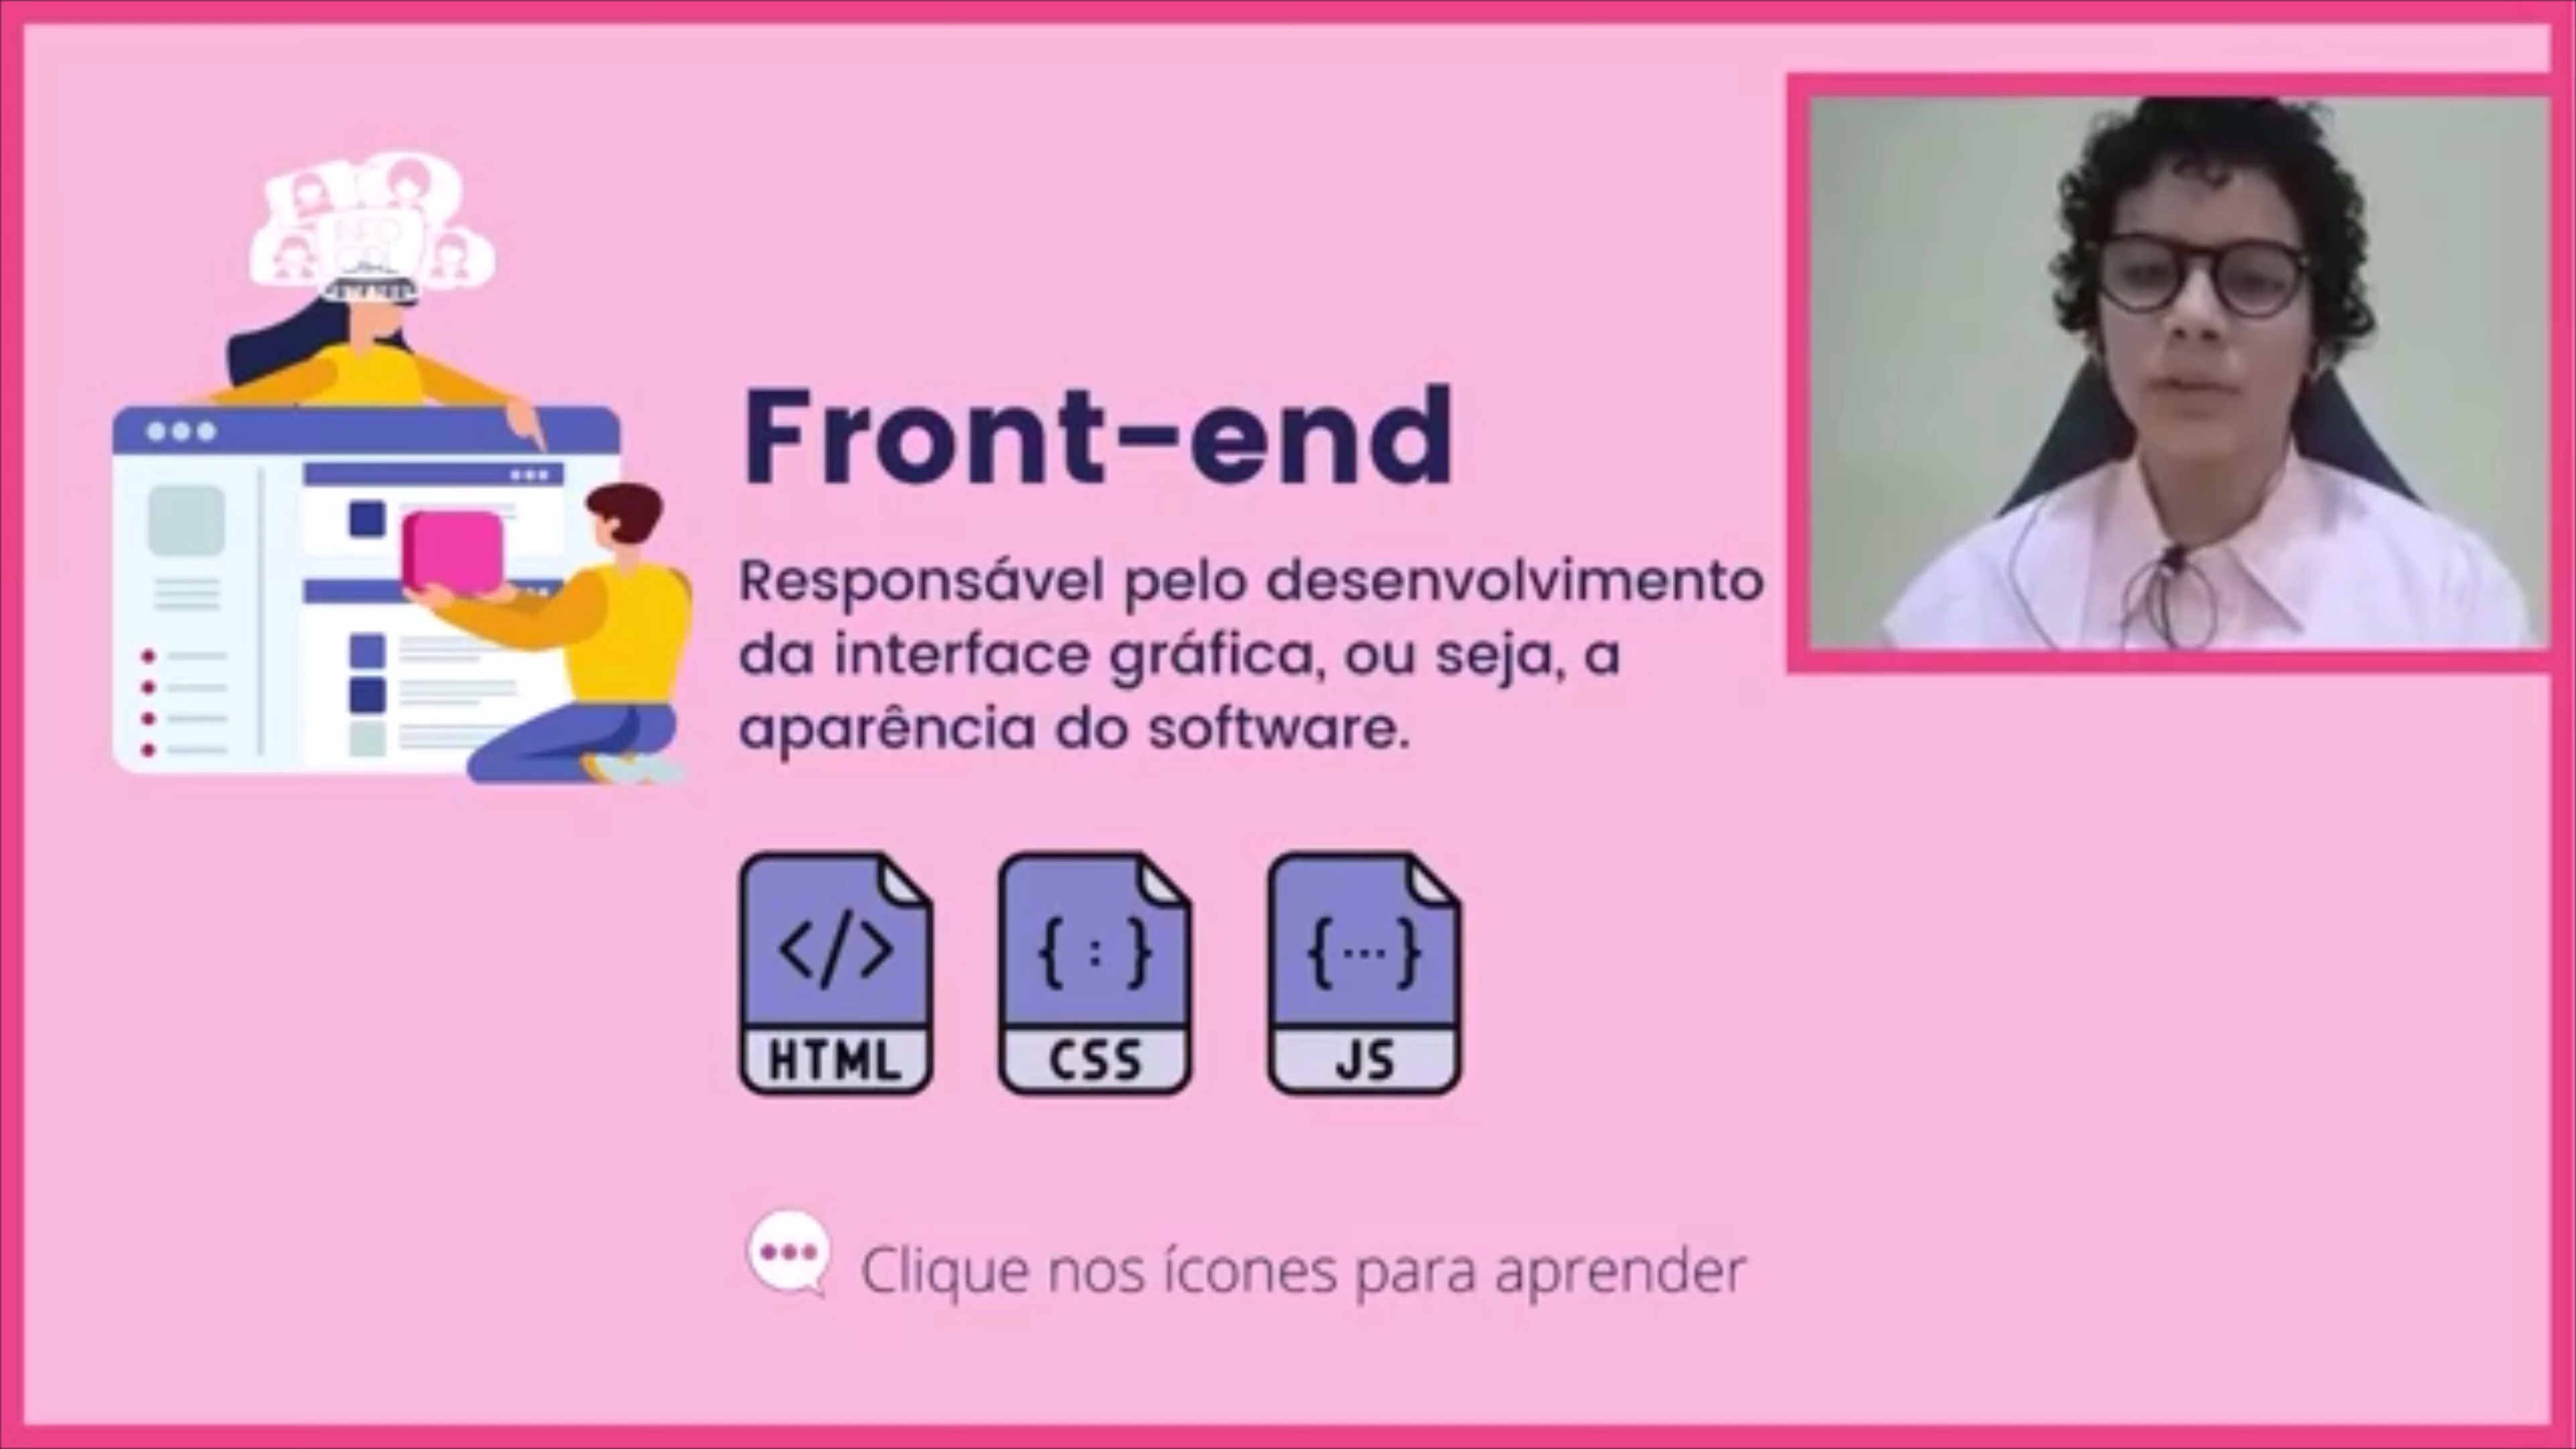 Front-end
Responsável pelo desenvolvimento
da interface gráfica, ou seja, a
aparência do software.
HTML
CSS
JS
Clique nos ícones para aprender